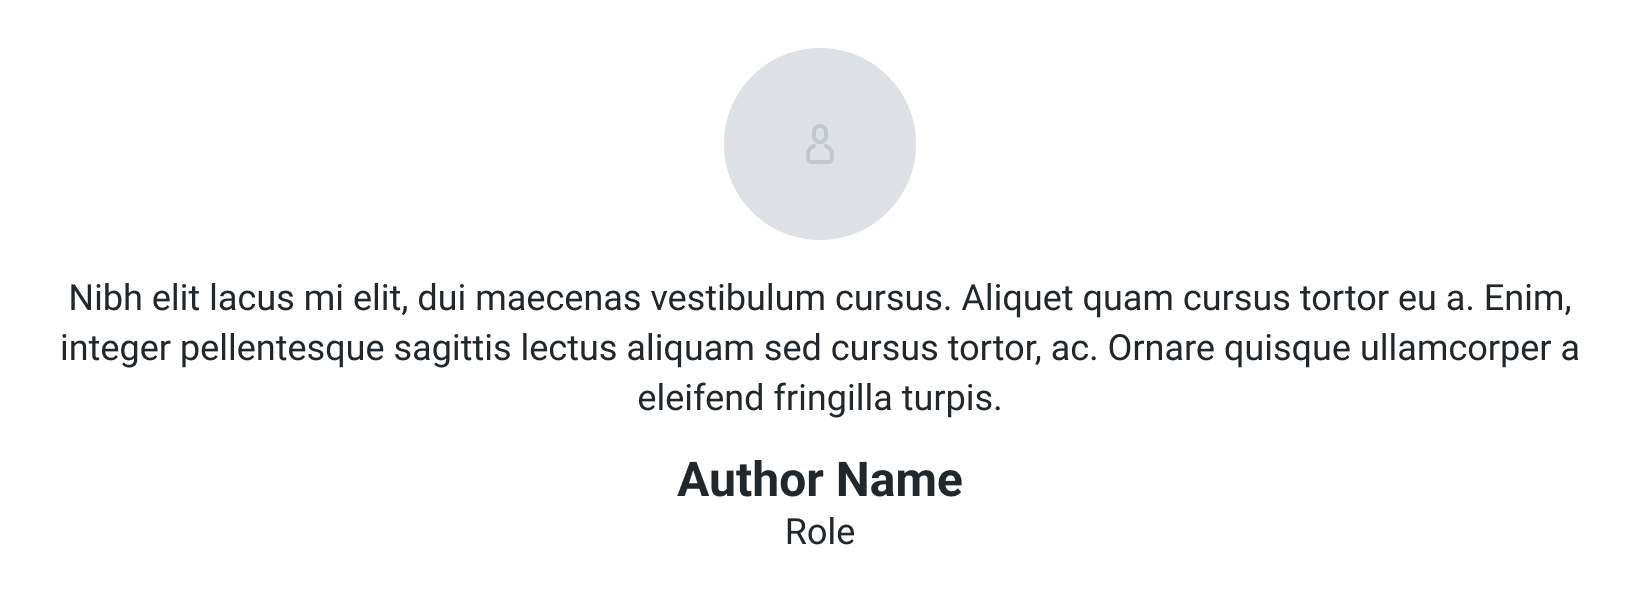 Nibh elit lacus mi elit, dui maecenas vestibulum cursus. Aliquet quam cursus tortor eu a. Enim,
integer pellentesque sagittis lectus aliquam sed cursus tortor, ac. Ornare quisque ullamcorper a
eleifend fringilla turpis.
Author Name
Role